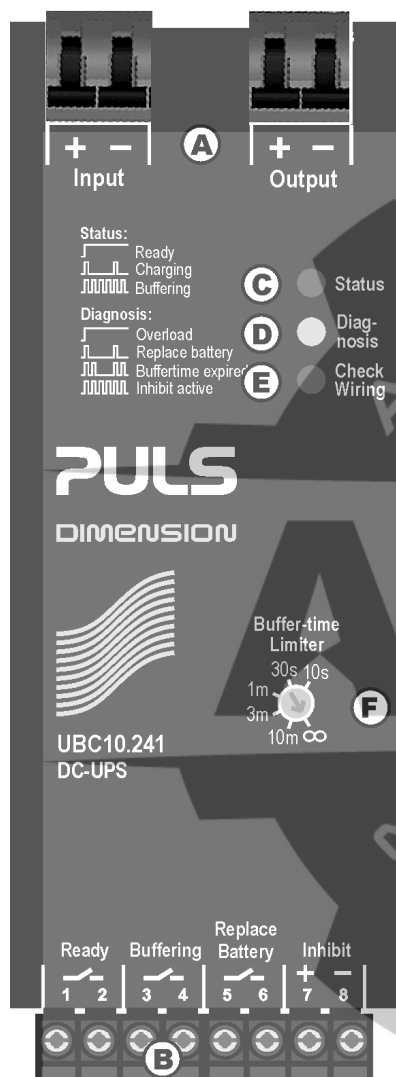 + − + −
A
Input Output
Status:
Ready
Charging
Buffering
Diagnosis:
Overload
Replace battery
Buffertime expired
Inhibit active
C Status
D Diag-
nosis
E Check
Wiring
PULS
DIMENSION
Buffer-time
Limiter
30s 10s
1m
3m
10m ∞
F
UBC10.241
DC-UPS
Ready Buffering Replace
Battery Inhibit
+ −
1 2 3 4 5 6 7 8
B